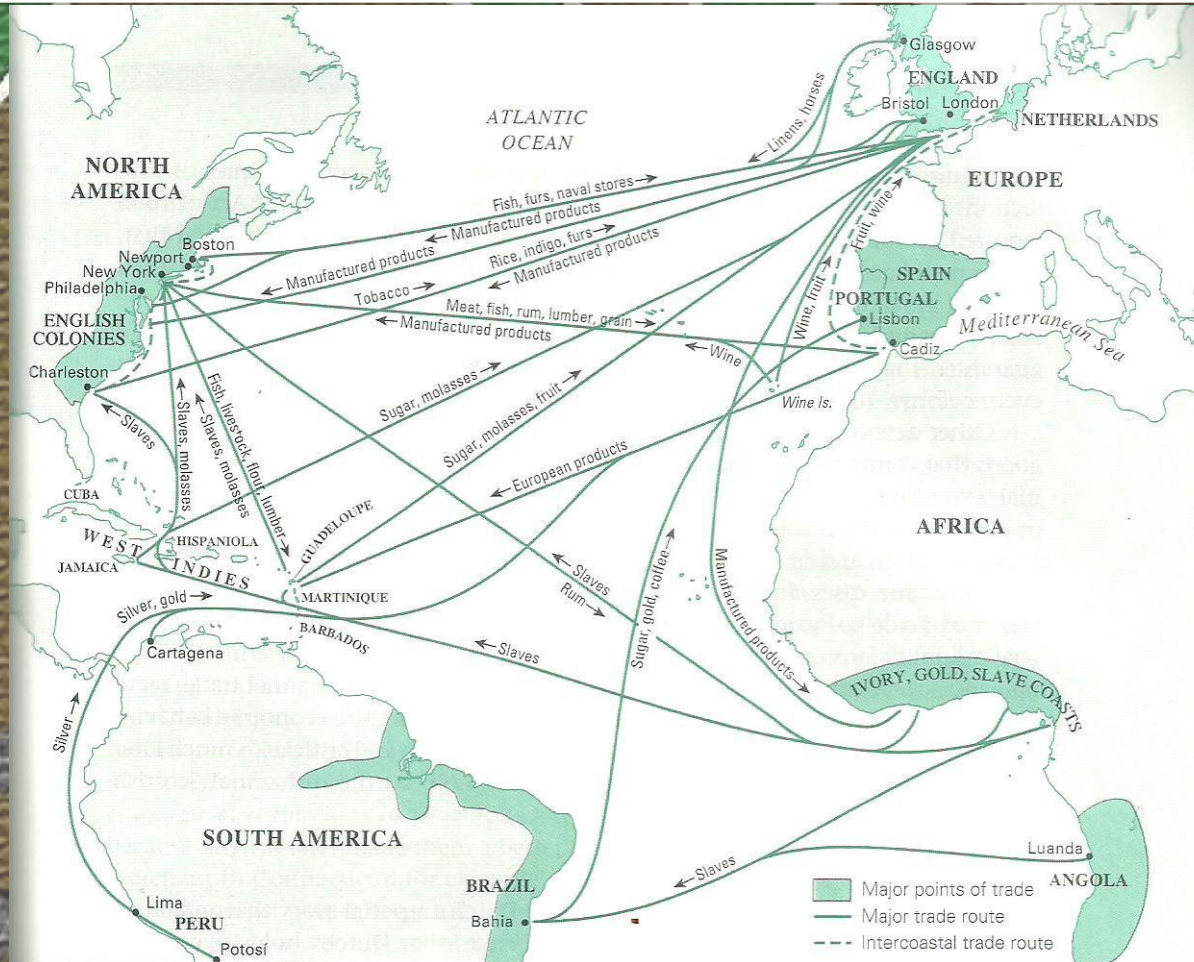 Glasgow
ENGLAND
Bristol
London
NETHERLANDS
EUROPE
ATLANTIC
OCEAN
NORTH
AMERICA
← Linens, horses
Fish, furs, naval stores →
← Manufactured products
Rice, indigo, furs →
← Manufactured products
← Manufactured products
Tobacco →
Boston
Newport
New York
Philadelphia
ENGLISH
COLONIES
Charleston
Meat, fish, rum, lumber, grain →
← Manufactured products
← Wine
Wine Is.
Wine, fruit →
Fruit, wine →
SPAIN
PORTUGAL
Lisbon
Cadiz
Mediterranean Sea
← Slaves
← Slaves, molasses
Fish, livestock, flour, lumber →
← Slaves, molasses
Sugar, molasses →
Sugar, molasses, fruit →
← European products
CUBA
HISPANIOLA
GUADELOUPE
WEST
INDIES
JAMAICA
MARTINIQUE
BARBADOS
Silver, gold →
Cartagena
Silver →
← Slaves
Rum →
← Slaves
Sugar, gold, coffee →
Manufactured products →
AFRICA
IVORY, GOLD, SLAVE COASTS
SOUTH AMERICA
BRAZIL
Bahia
← Slaves
Luanda
ANGOLA
Lima
PERU
Potosí
Major points of trade
Major trade route
Intercoastal trade route